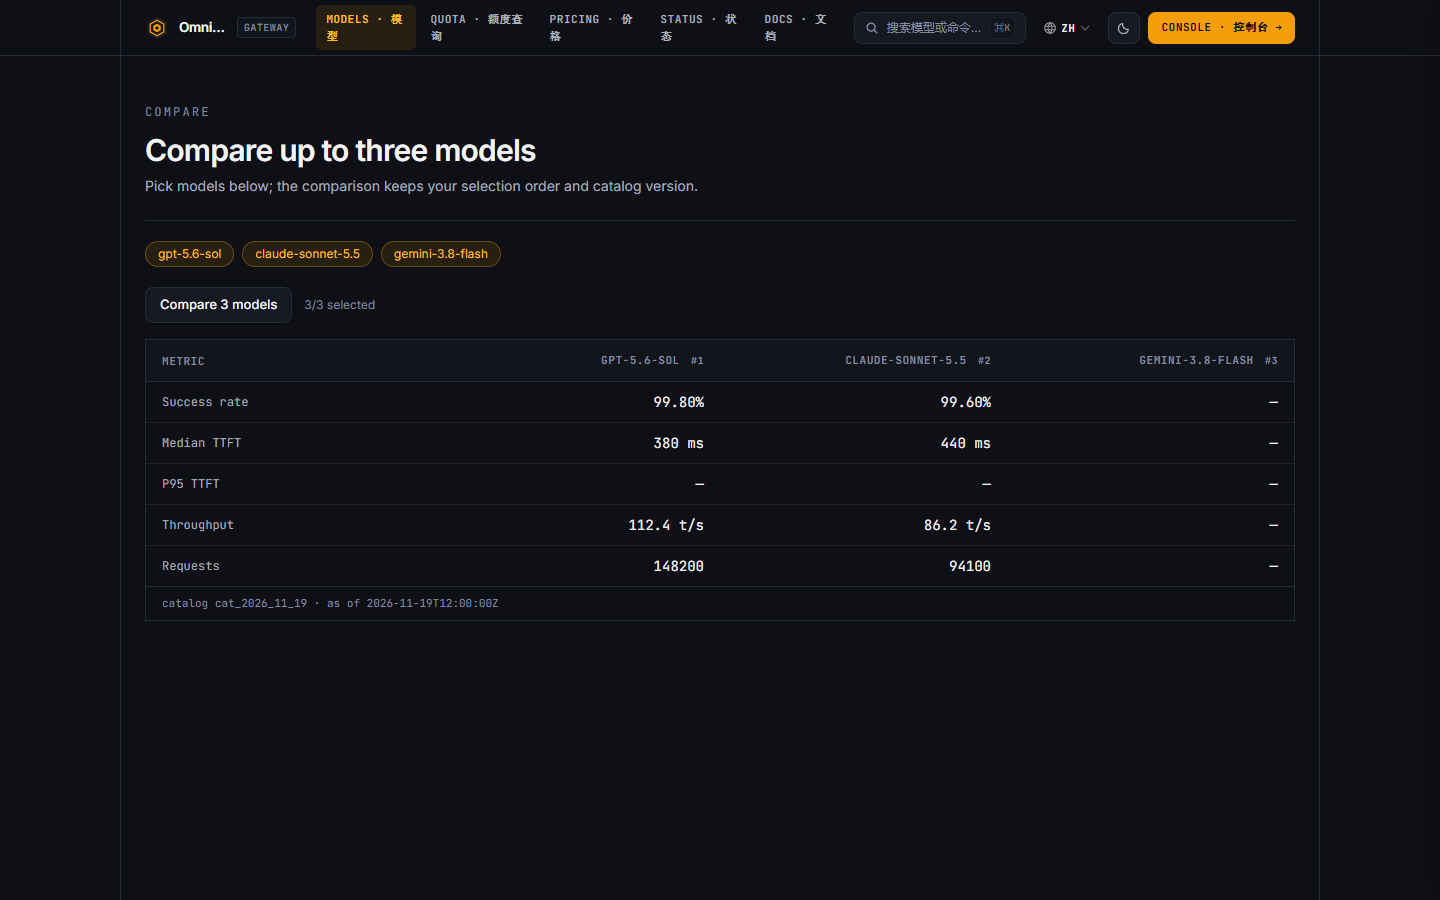 Omni... GATEWAY
MODELS · 模
型
QUOTA · 额度查
询
PRICING · 价
格
STATUS · 状
态
DOCS · 文
档
搜索模型或命令... ⌘K
ZH
CONSOLE · 控制台 →
COMPARE
Compare up to three models
Pick models below; the comparison keeps your selection order and catalog version.
gpt-5.6-sol claude-sonnet-5.5 gemini-3.8-flash
Compare 3 models 3/3 selected
METRIC GPT-5.6-SOL #1 CLAUDE-SONNET-5.5 #2 GEMINI-3.8-FLASH #3
Success rate 99.80% 99.60% —
Median TTFT 380 ms 440 ms —
P95 TTFT — — —
Throughput 112.4 t/s 86.2 t/s —
Requests 148200 94100 —
catalog cat_2026_11_19 · as of 2026-11-19T12:00:00Z